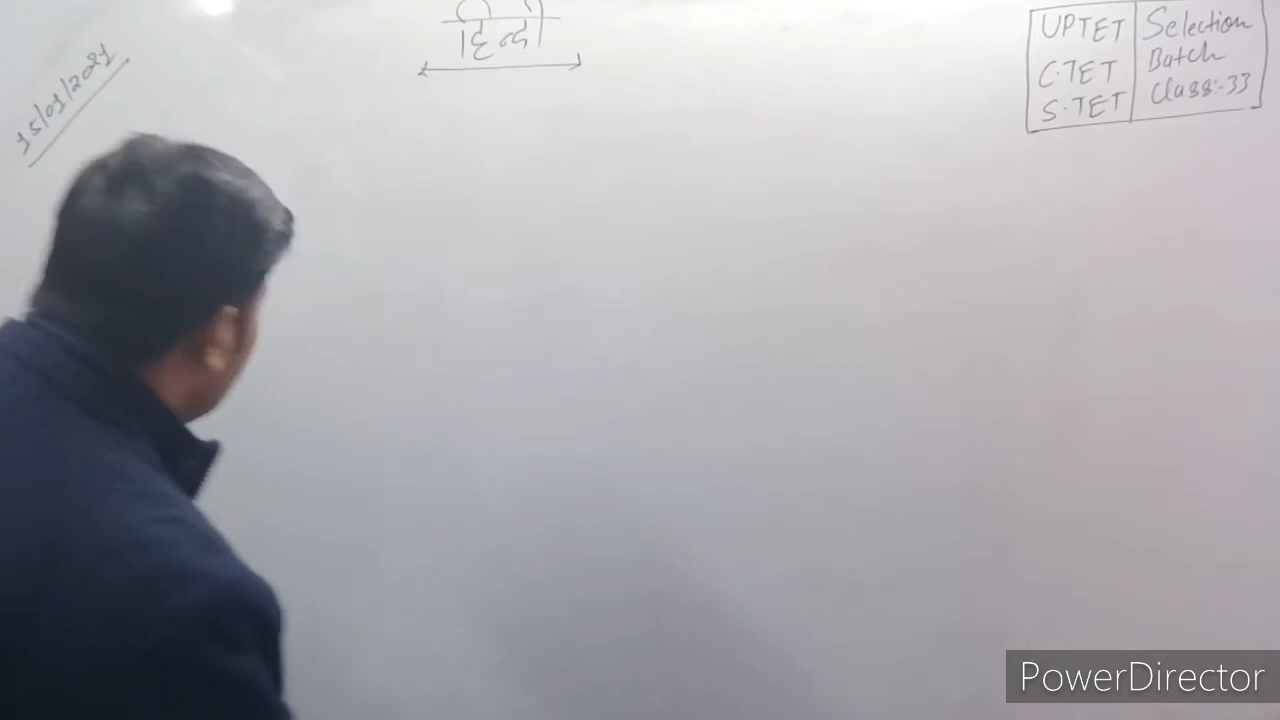 15/01/2021
हिन्दी
UPTET
C.TET
S.TET
Selection
Batch
Class:-33
PowerDirector